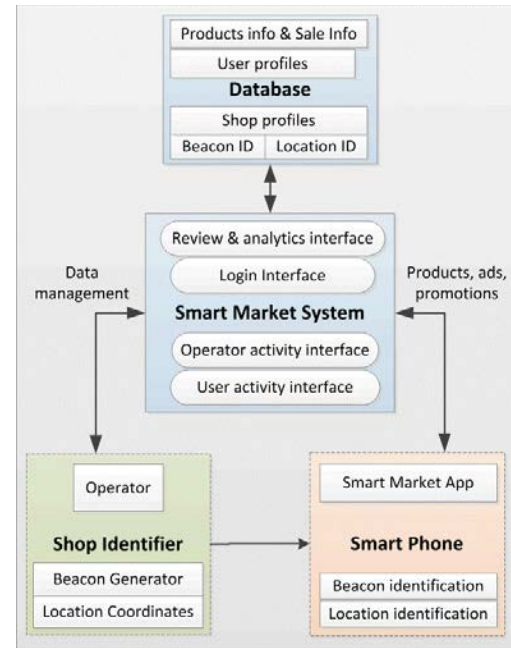 Products info & Sale Info
User profiles
Database
Shop profiles
Beacon ID
Location ID
Review & analytics interface
Login Interface
Smart Market System
Operator activity interface
User activity interface
Data
management
Products, ads,
promotions
Operator
Shop Identifier
Beacon Generator
Location Coordinates
Smart Market App
Smart Phone
Beacon identification
Location identification